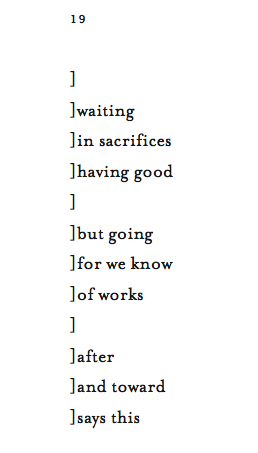 19
]
]waiting
]in sacrifices
]having good
]
]but going
]for we know
]of works
]
]after
]and toward
]says this